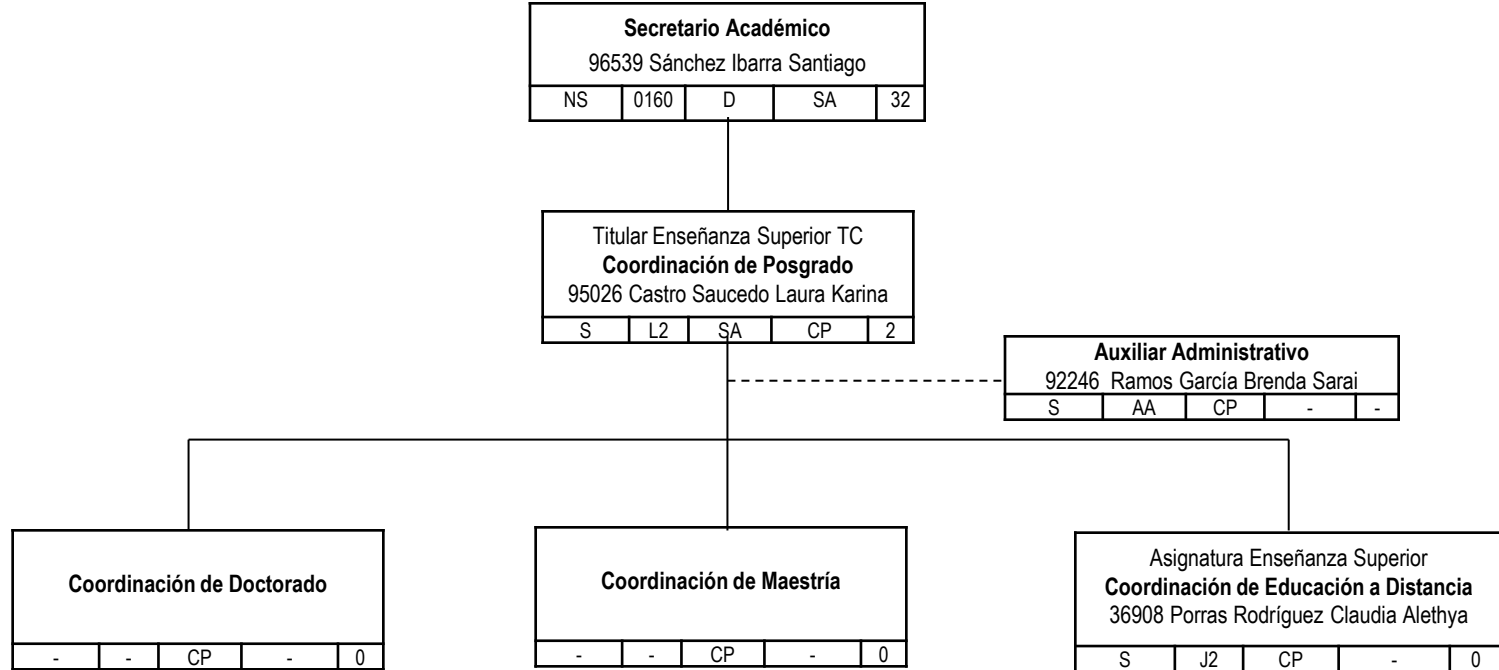 Secretario Académico
96539 Sánchez Ibarra Santiago
NS 0160 D SA 32
Titular Enseñanza Superior TC
Coordinación de Posgrado
95026 Castro Saucedo Laura Karina
S L2 SA CP 2
Auxiliar Administrativo
92246 Ramos García Brenda Sarai
S AA CP - -
Coordinación de Doctorado
- - CP - 0
Coordinación de Maestría
- - CP - 0
Asignatura Enseñanza Superior
Coordinación de Educación a Distancia
36908 Porras Rodríguez Claudia Alethya
S J2 CP - 0